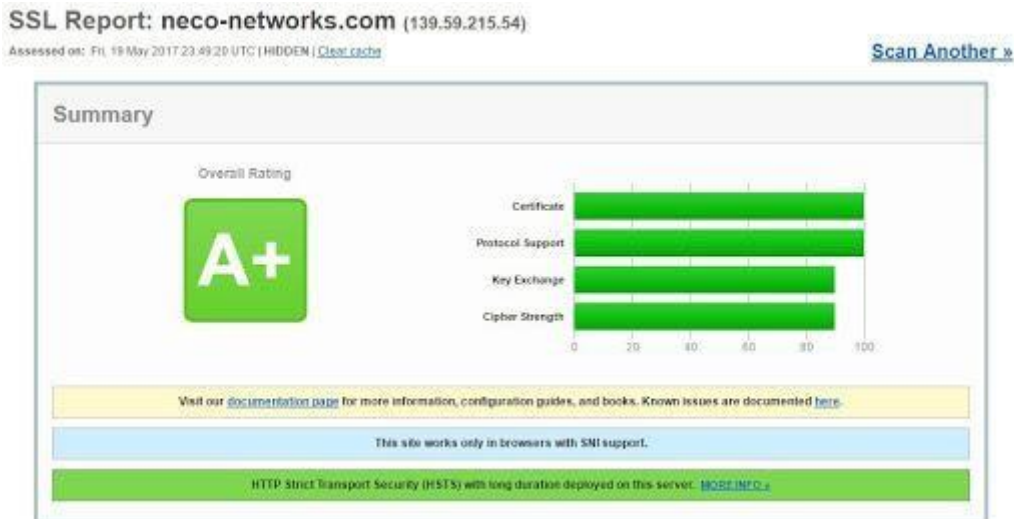 SSL Report: neco-networks.com (139.59.215.54)
Assessed on: Fri, 19 May 2017 23:49:20 UTC | HIDDEN | Clear cache
Scan Another »
Summary
Overall Rating
A+
Certificate
Protocol Support
Key Exchange
Cipher Strength
0 20 40 60 80 100
Visit our documentation page for more information, configuration guides, and books. Known issues are documented here.
This site works only in browsers with SNI support.
HTTP Strict Transport Security (HSTS) with long duration deployed on this server. MORE INFO »